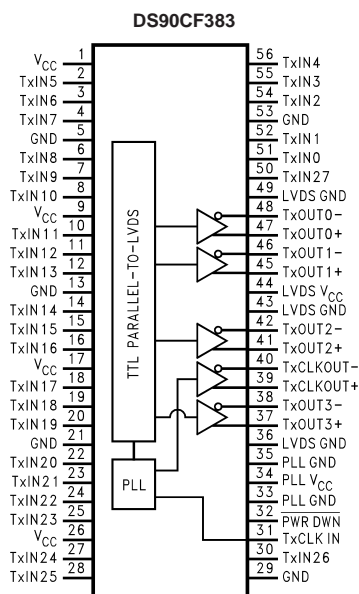 DS90CF383
VCC 1
TxIN5 2
TxIN6 3
TxIN7 4
GND 5
TxIN8 6
TxIN9 7
TxIN10 8
VCC 9
TxIN11 10
TxIN12 11
TxIN13 12
GND 13
TxIN14 14
TxIN15 15
TxIN16 16
VCC 17
TxIN17 18
TxIN18 19
TxIN19 20
GND 21
TxIN20 22
TxIN21 23
TxIN22 24
TxIN23 25
VCC 26
TxIN24 27
TxIN25 28
TTL PARALLEL-TO-LVDS
PLL
56 TxIN4
55 TxIN3
54 TxIN2
53 GND
52 TxIN1
51 TxIN0
50 TxIN27
49 LVDS GND
48 TxOUT0-
47 TxOUT0+
46 TxOUT1-
45 TxOUT1+
44 LVDS VCC
43 LVDS GND
42 TxOUT2-
41 TxOUT2+
40 TxCLKOUT-
39 TxCLKOUT+
38 TxOUT3-
37 TxOUT3+
36 LVDS GND
35 PLL GND
34 PLL VCC
33 PLL GND
32 PWR DWN
31 TxCLK IN
30 TxIN26
29 GND